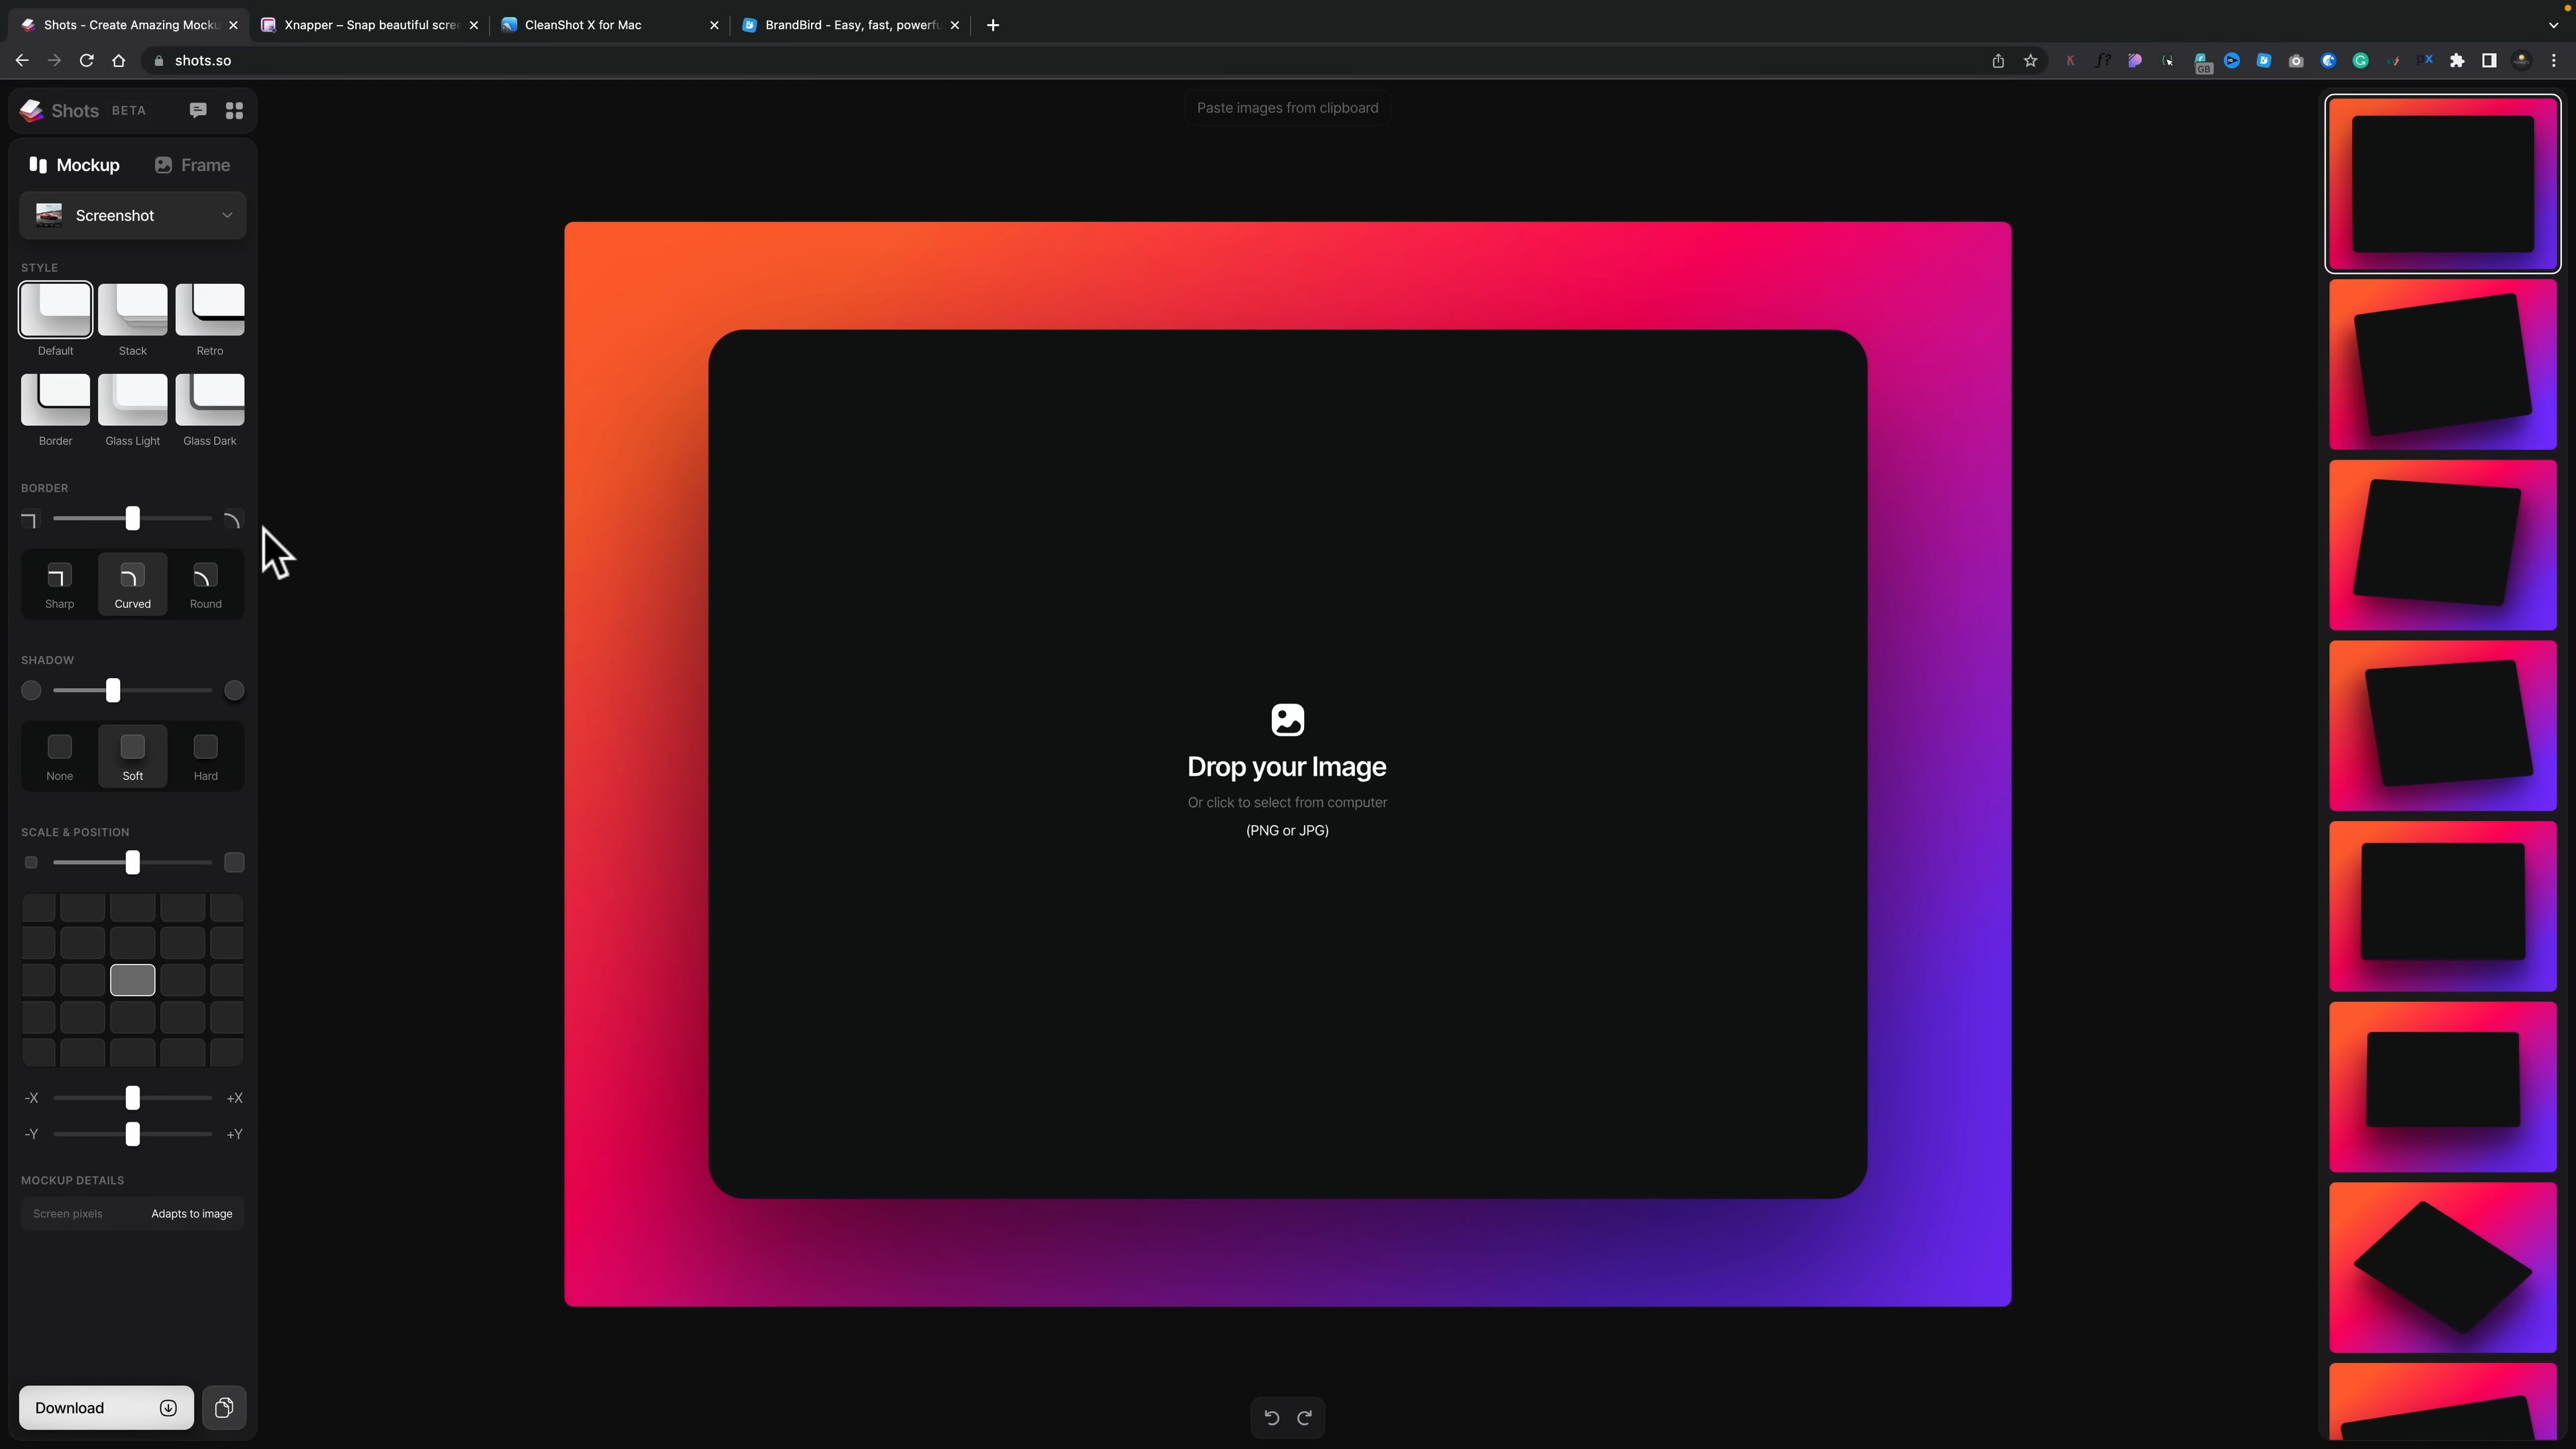 Shots - Create Amazing Mocku
Xnapper – Snap beautiful scre
CleanShot X for Mac
BrandBird - Easy, fast, powerfu
shots.so
GB
Shots BETA
Paste images from clipboard
Mockup Frame
Screenshot
STYLE
Default Stack Retro
Border Glass Light Glass Dark
BORDER
Sharp Curved Round
SHADOW
None Soft Hard
SCALE & POSITION
-X +X
-Y +Y
MOCKUP DETAILS
Screen pixels Adapts to image
Download
Drop your Image
Or click to select from computer
(PNG or JPG)